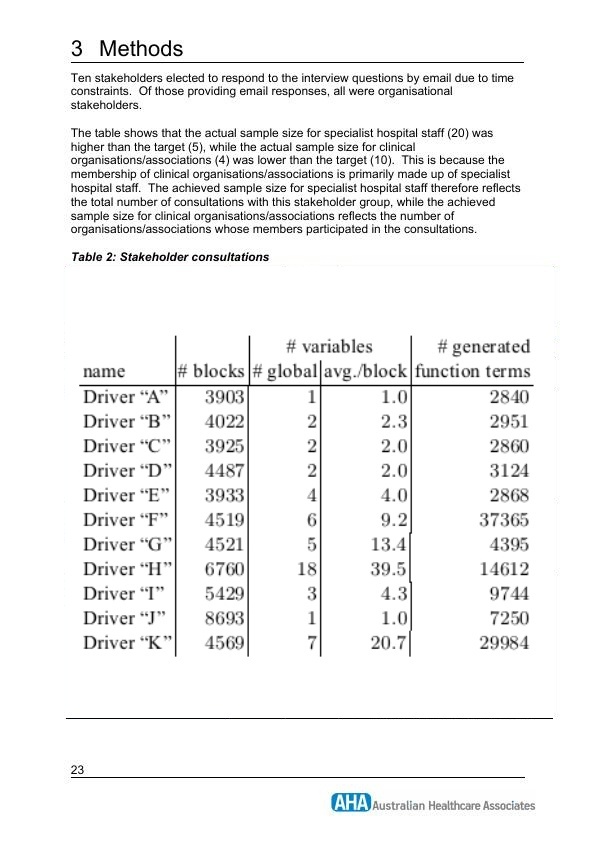 3 Methods
Ten stakeholders elected to respond to the interview questions by email due to time
constraints. Of those providing email responses, all were organisational
stakeholders.
The table shows that the actual sample size for specialist hospital staff (20) was
higher than the target (5), while the actual sample size for clinical
organisations/associations (4) was lower than the target (10). This is because the
membership of clinical organisations/associations is primarily made up of specialist
hospital staff. The achieved sample size for specialist hospital staff therefore reflects
the total number of consultations with this stakeholder group, while the achieved
sample size for clinical organisations/associations reflects the number of
organisations/associations whose members participated in the consultations.
Table 2: Stakeholder consultations
# variables # generated
name # blocks # global avg./block function terms
Driver “A” 3903 1 1.0 2840
Driver “B” 4022 2 2.3 2951
Driver “C” 3925 2 2.0 2860
Driver “D” 4487 2 2.0 3124
Driver “E” 3933 4 4.0 2868
Driver “F” 4519 6 9.2 37365
Driver “G” 4521 5 13.4 4395
Driver “H” 6760 18 39.5 14612
Driver “I” 5429 3 4.3 9744
Driver “J” 8693 1 1.0 7250
Driver “K” 4569 7 20.7 29984
23
AHA Australian Healthcare Associates